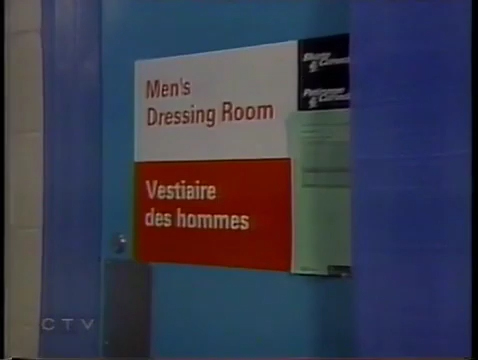 Men's
Dressing Room
Vestiaire
des hommes
CTV